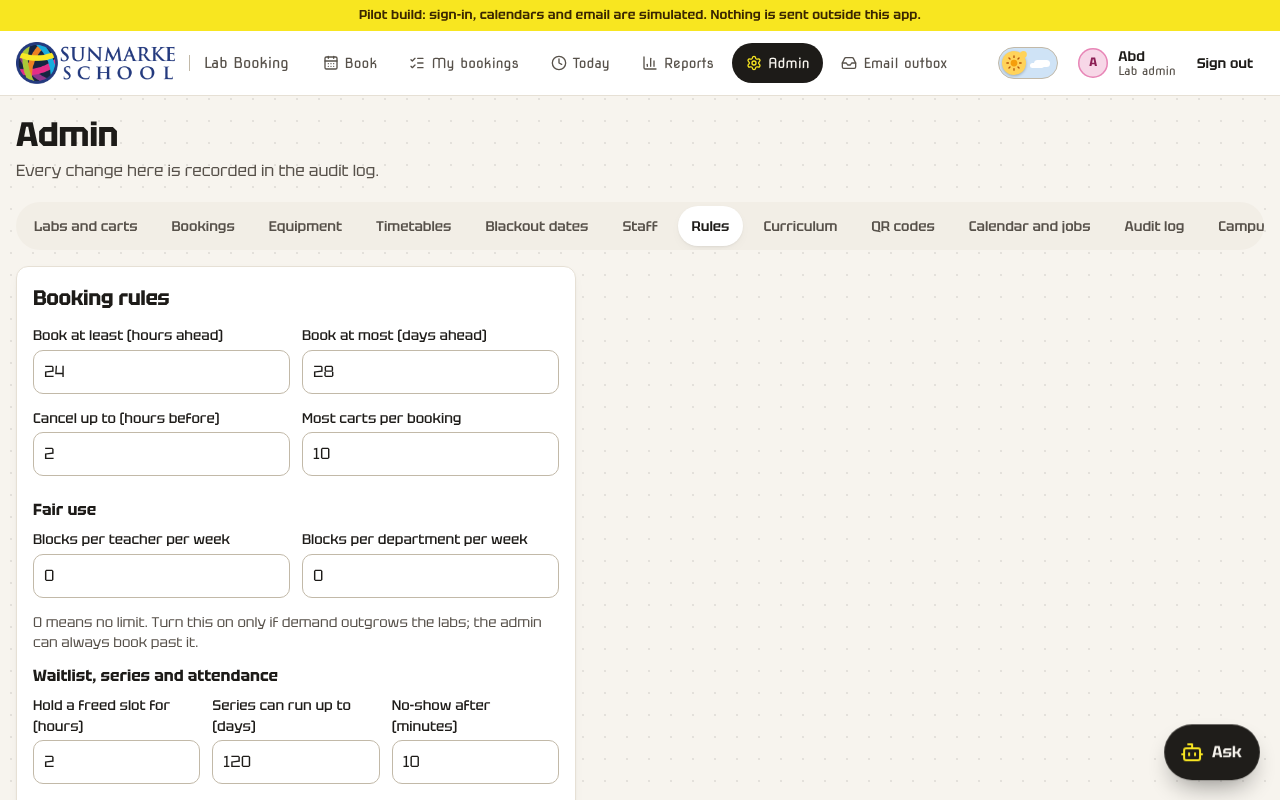 Pilot build: sign-in, calendars and email are simulated. Nothing is sent outside this app.
SUNMARKE
SCHOOL
Lab Booking
Book
My bookings
Today
Reports
Admin
Email outbox
A
Abd
Lab admin
Sign out
Admin
Every change here is recorded in the audit log.
Labs and carts
Bookings
Equipment
Timetables
Blackout dates
Staff
Rules
Curriculum
QR codes
Calendar and jobs
Audit log
Campu
Booking rules
Book at least (hours ahead)
Book at most (days ahead)
24
28
Cancel up to (hours before)
Most carts per booking
2
10
Fair use
Blocks per teacher per week
Blocks per department per week
0
0
0 means no limit. Turn this on only if demand outgrows the labs; the admin
can always book past it.
Waitlist, series and attendance
Hold a freed slot for
(hours)
Series can run up to
(days)
No-show after
(minutes)
2
120
10
Ask